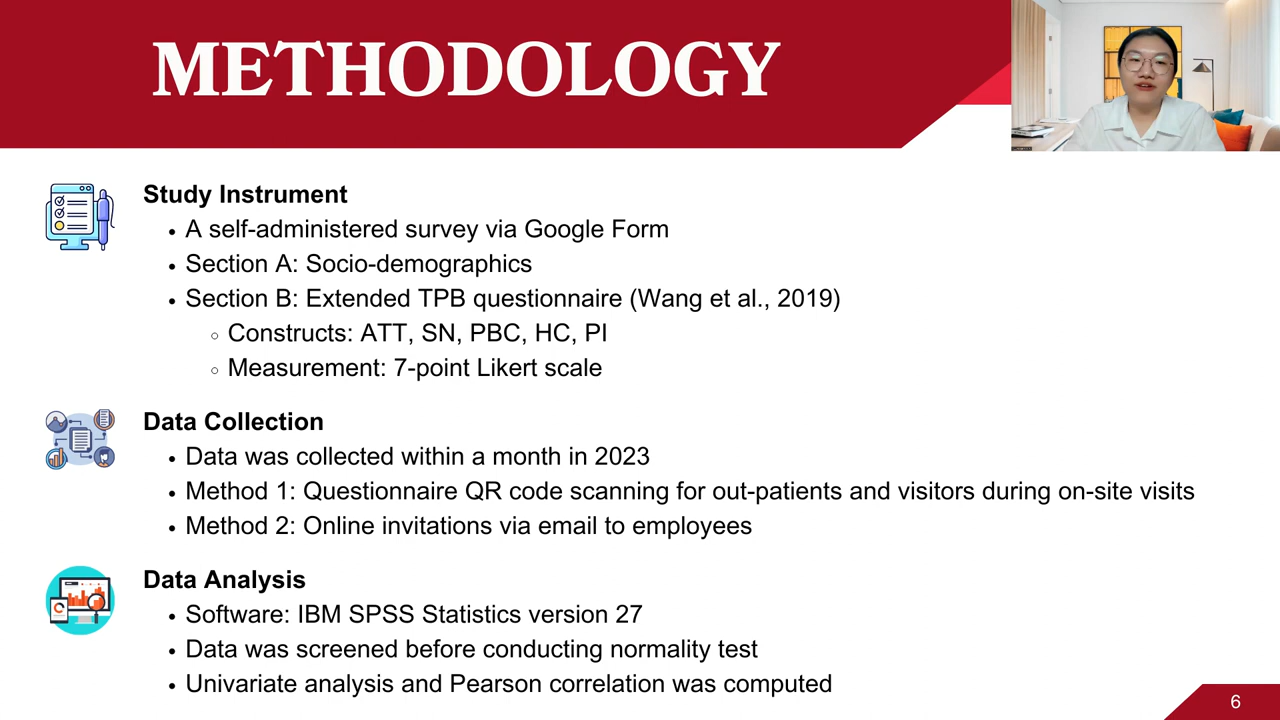 METHODOLOGY
Study Instrument
• A self-administered survey via Google Form
• Section A: Socio-demographics
• Section B: Extended TPB questionnaire (Wang et al., 2019)
○ Constructs: ATT, SN, PBC, HC, PI
○ Measurement: 7-point Likert scale
Data Collection
• Data was collected within a month in 2023
• Method 1: Questionnaire QR code scanning for out-patients and visitors during on-site visits
• Method 2: Online invitations via email to employees
Data Analysis
• Software: IBM SPSS Statistics version 27
• Data was screened before conducting normality test
• Univariate analysis and Pearson correlation was computed
6